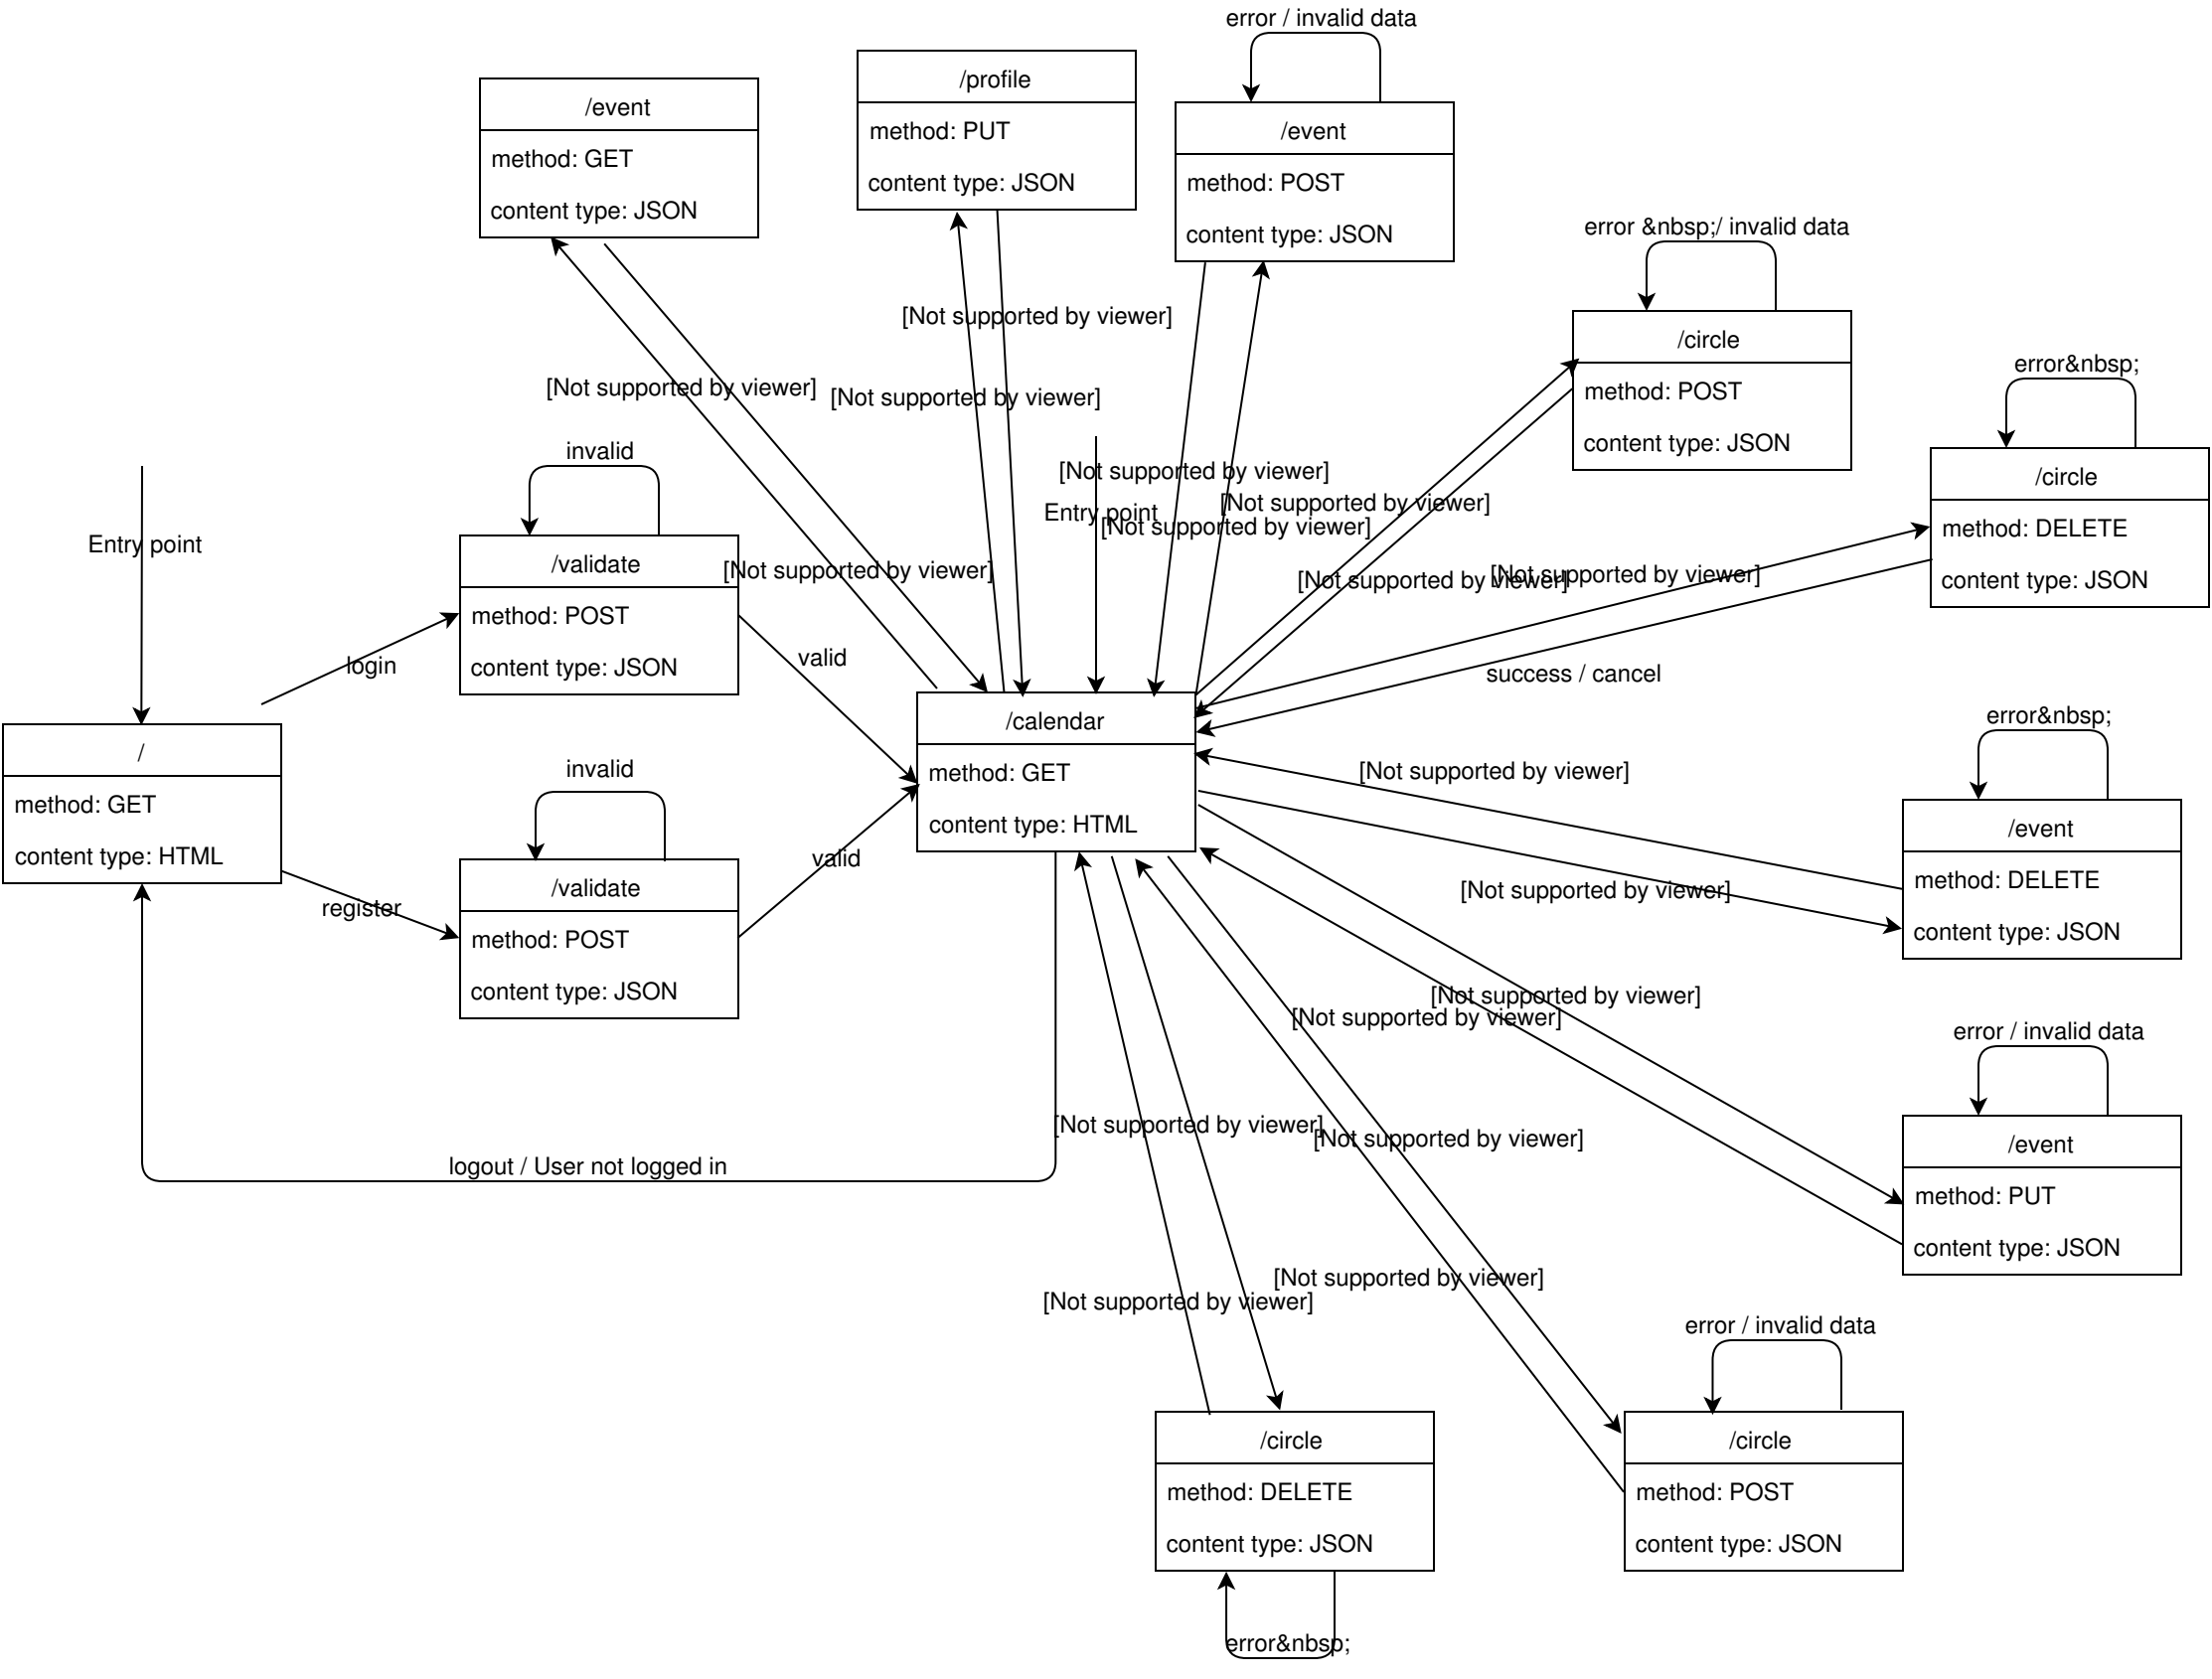 error / invalid data
/event
method: GET
content type: JSON
/profile
method: PUT
content type: JSON
/event
method: POST
content type: JSON
error &nbsp;/ invalid data
/circle
method: POST
content type: JSON
error&nbsp;
/circle
method: DELETE
content type: JSON
[Not supported by viewer]
[Not supported by viewer]
[Not supported by viewer]
[Not supported by viewer]
[Not supported by viewer]
Entry point
[Not supported by viewer]
[Not supported by viewer]
[Not supported by viewer]
[Not supported by viewer]
success / cancel
Entry point
invalid
/validate
method: POST
content type: JSON
login
valid
/
method: GET
content type: HTML
register
invalid
/validate
method: POST
content type: JSON
valid
/calendar
method: GET
content type: HTML
[Not supported by viewer]
[Not supported by viewer]
error&nbsp;
/event
method: DELETE
content type: JSON
[Not supported by viewer]
[Not supported by viewer]
error / invalid data
/event
method: PUT
content type: JSON
[Not supported by viewer]
[Not supported by viewer]
logout / User not logged in
[Not supported by viewer]
[Not supported by viewer]
error / invalid data
/circle
method: DELETE
content type: JSON
/circle
method: POST
content type: JSON
error&nbsp;